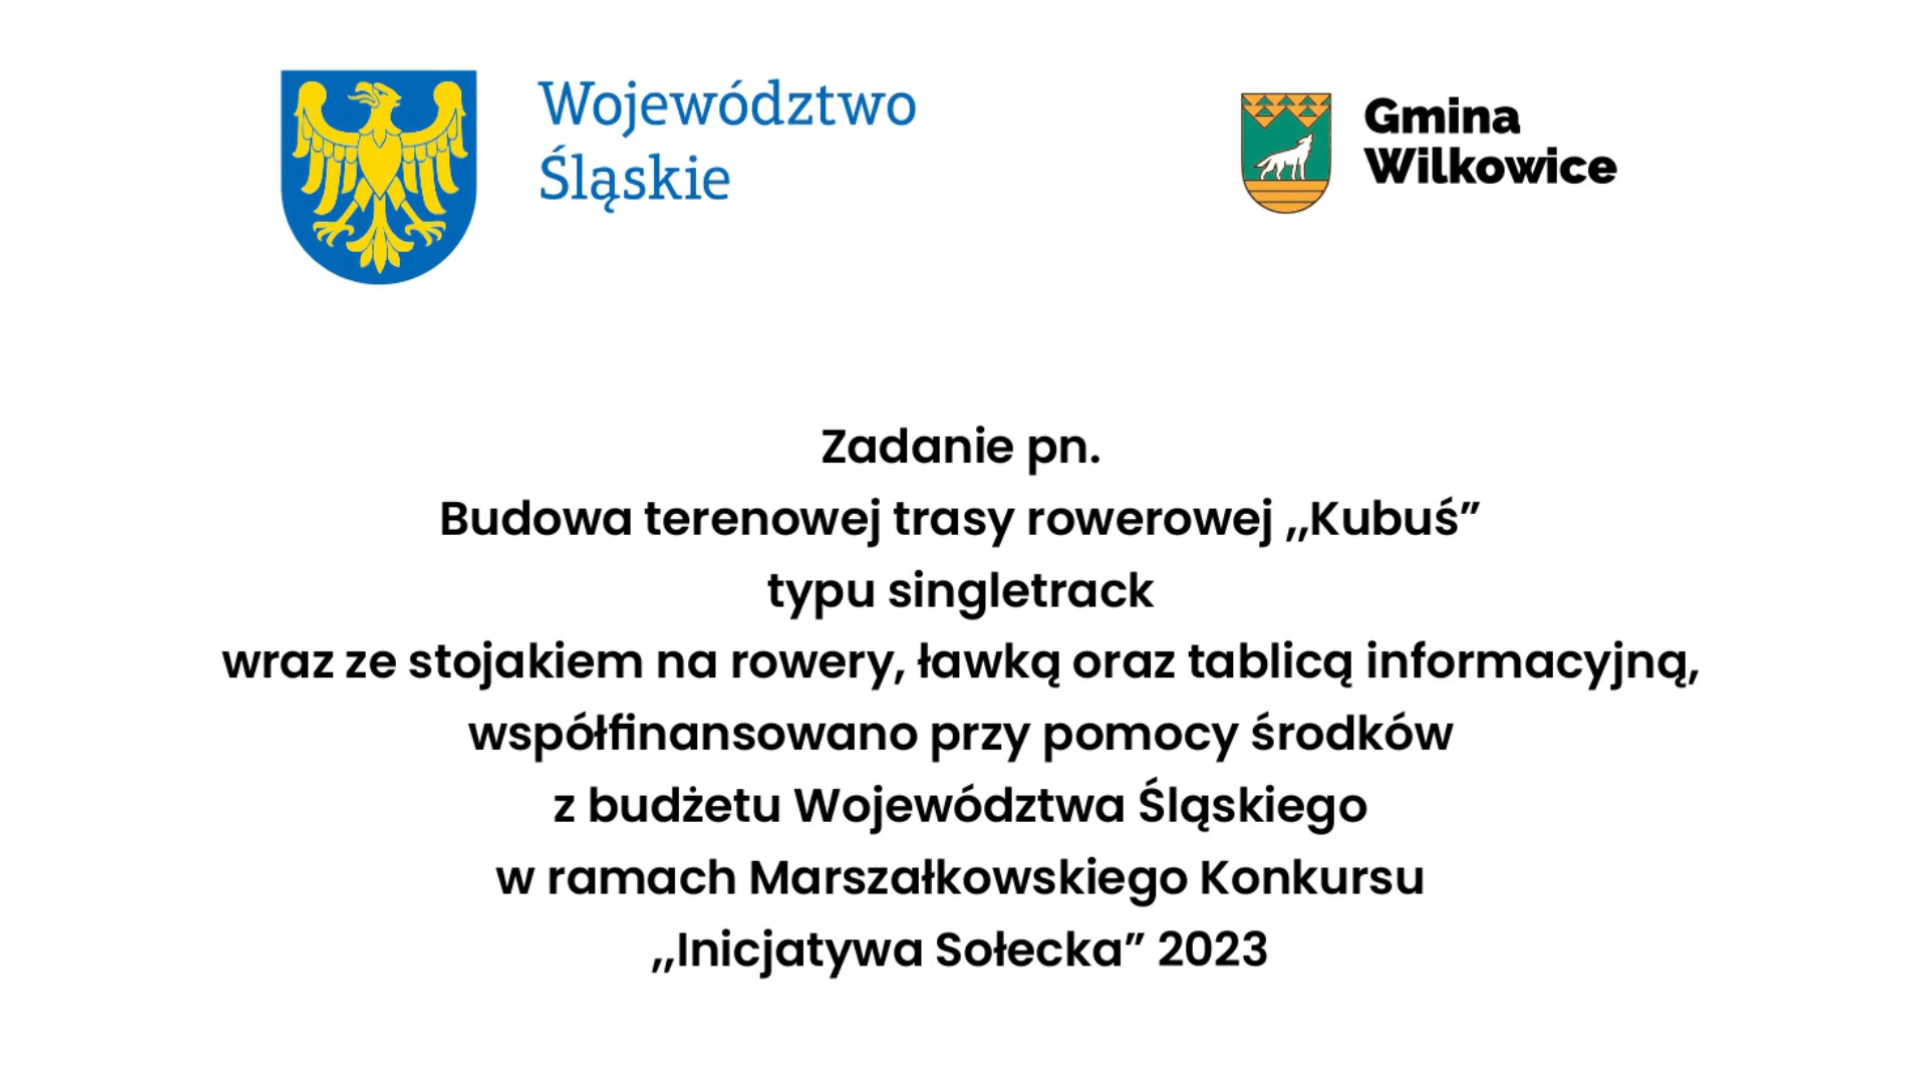 Województwo
Śląskie
Gmina
Wilkowice
Zadanie pn.
Budowa terenowej trasy rowerowej ,,Kubuś”
typu singletrack
wraz ze stojakiem na rowery, ławką oraz tablicą informacyjną,
współfinansowano przy pomocy środków
z budżetu Województwa Śląskiego
w ramach Marszałkowskiego Konkursu
,,Inicjatywa Sołecka” 2023